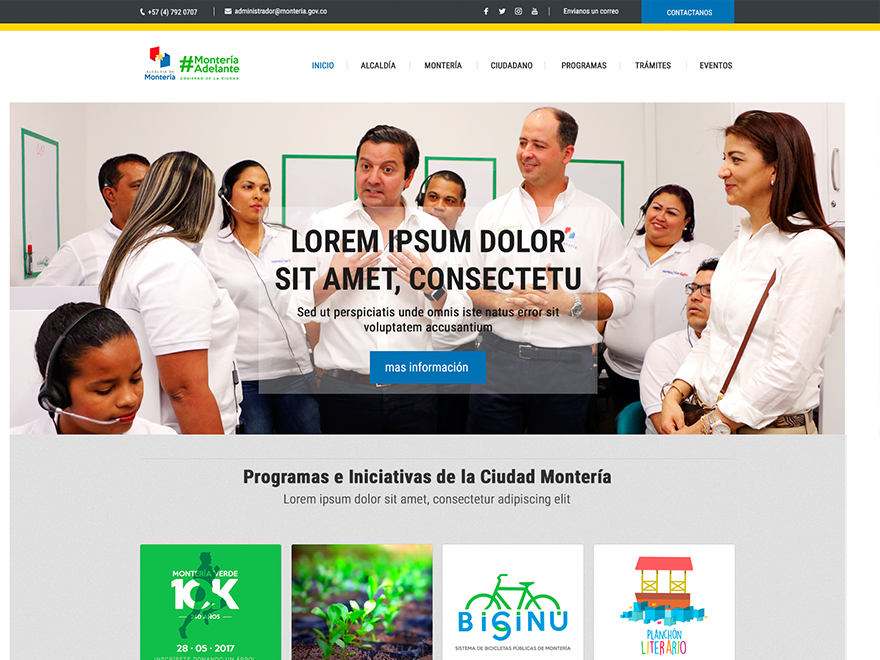 +57 (4) 792 0707
administrador@monteria.gov.co
Envianos un correo
CONTACTANOS
ALCALDÍA DE
Montería
#Montería
Adelante
GOBIERNO DE LA CIUDAD
INICIO
ALCALDÍA
MONTERÍA
CIUDADANO
PROGRAMAS
TRÁMITES
EVENTOS
LOREM IPSUM DOLOR
SIT AMET, CONSECTETU
Sed ut perspiciatis unde omnis iste natus error sit
voluptatem accusantium
mas información
Programas e Iniciativas de la Ciudad Montería
Lorem ipsum dolor sit amet, consectetur adipiscing elit
MONTERÍA VERDE
10K
240 AÑOS
28 · 05 · 2017
INSCRÍBETE DONANDO UN ÁRBOL
BiSiNÚ
SISTEMA DE BICICLETAS PÚBLICAS DE MONTERÍA
PLANCHÓN
LITERARIO